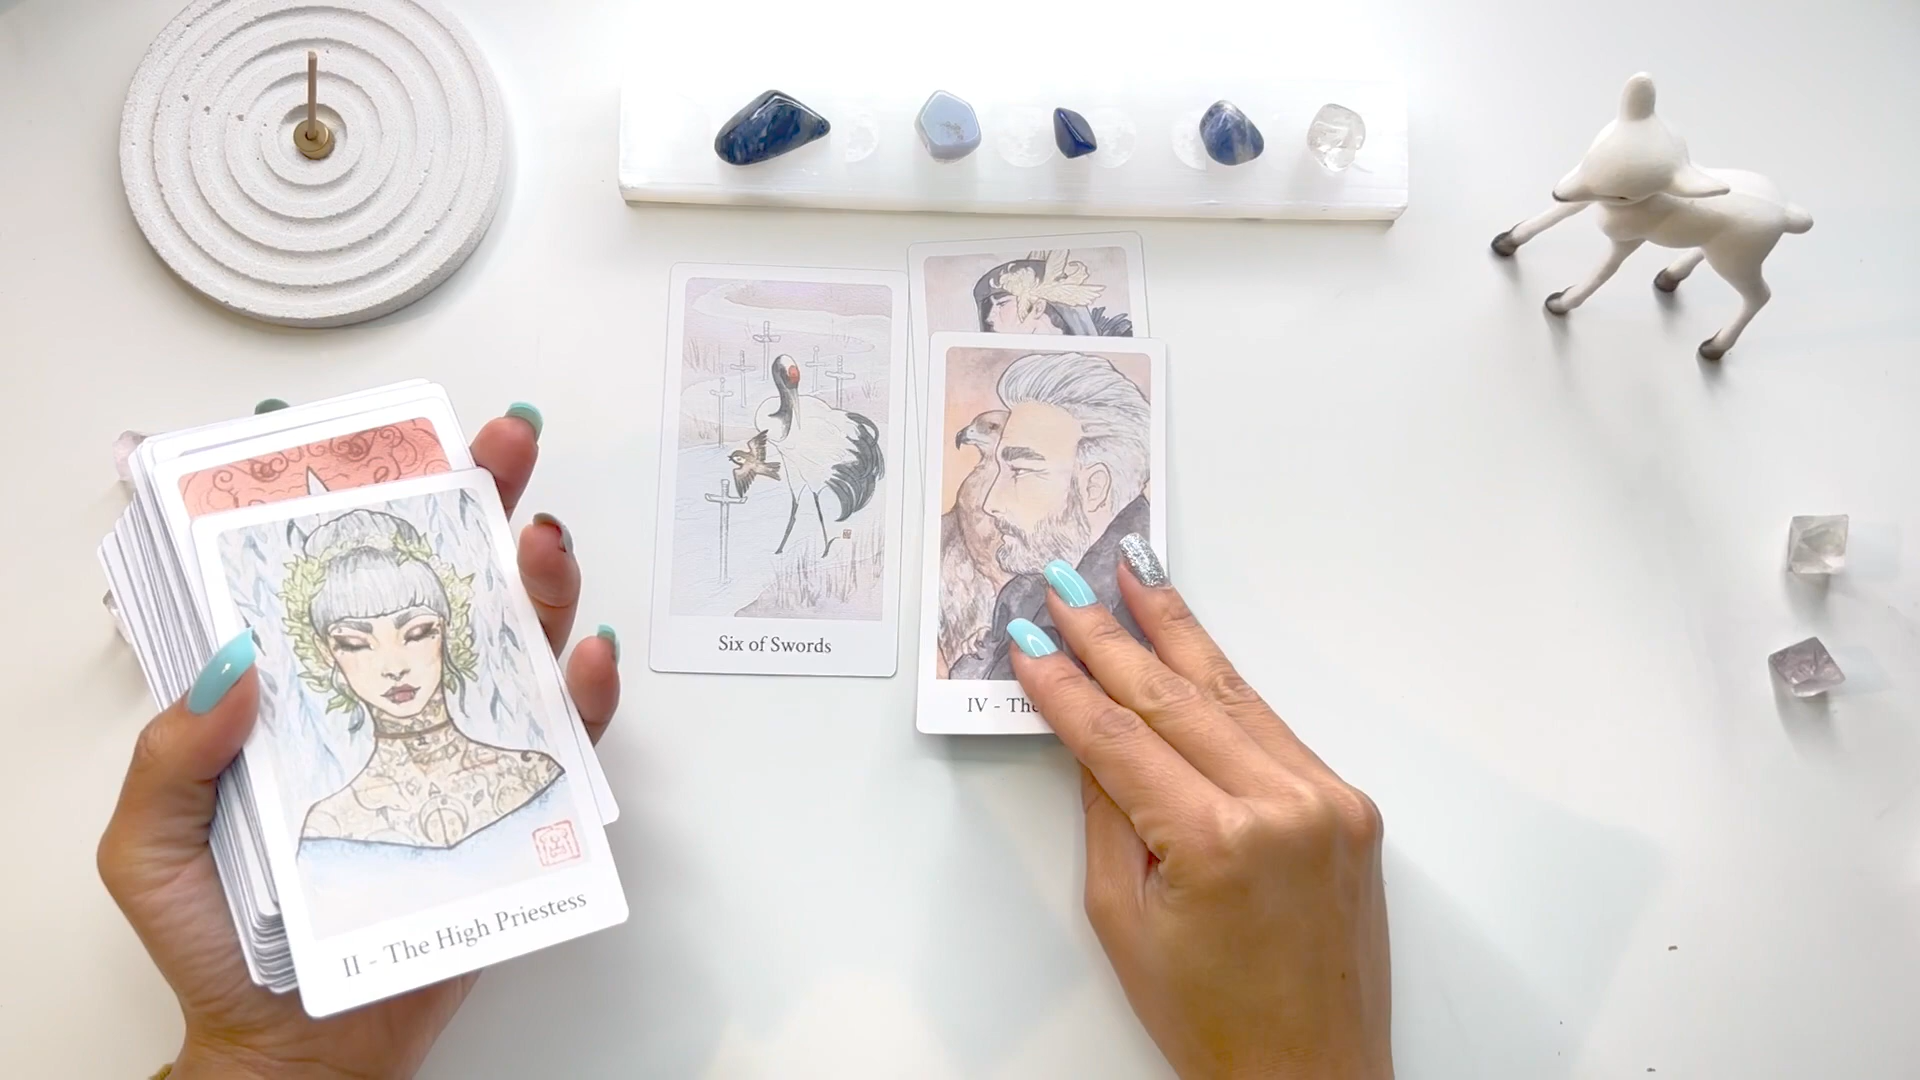 Six of Swords
IV - The
II - The High Priestess